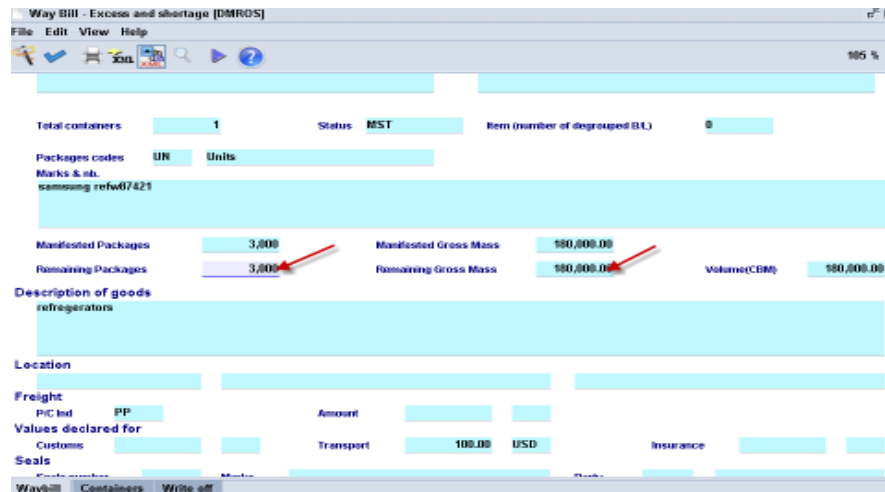 Way Bill - Excess and shortage [DMROS]
File Edit View Help
XML 105 %
Total containers 1 Status MST Item (number of degrouped B/L) 0
Packages codes UN Units
Marks & nb.
samsung refw87421
Manifested Packages 3,000 Manifested Gross Mass 180,000.00
Remaining Packages 3,000 Remaining Gross Mass 180,000.00 Volume(CBM) 180,000.00
Description of goods
refregerators
Location
Freight
P/C Ind PP Amount
Values declared for
Customs Transport 100.00 USD Insurance
Seals
Waybill Containers Write off